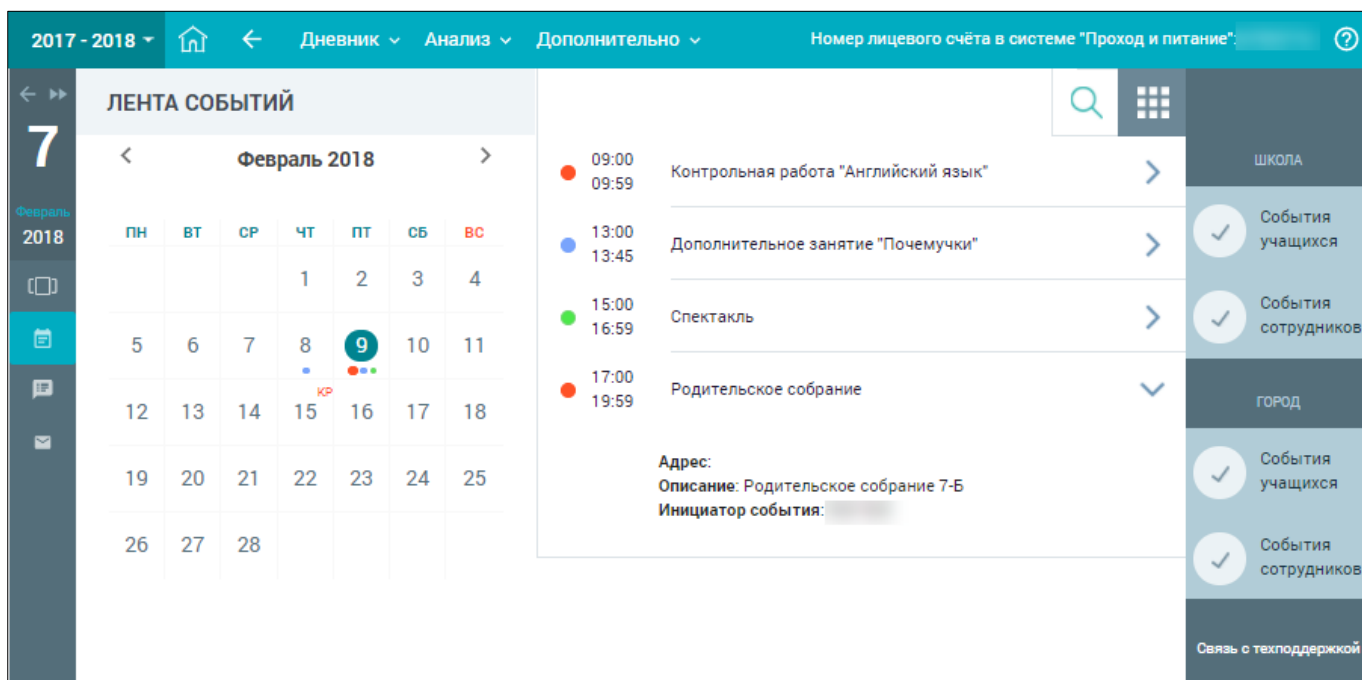 2017 - 2018 Дневник Анализ Дополнительно Номер лицевого счёта в системе "Проход и питание":
7
Февраль
2018
ЛЕНТА СОБЫТИЙ
Февраль 2018
ПН ВТ СР ЧТ ПТ СБ ВС
1 2 3 4
5 6 7 8 9 10 11
КР
12 13 14 15 16 17 18
19 20 21 22 23 24 25
26 27 28
09:00
09:59
Контрольная работа "Английский язык"
13:00
13:45
Дополнительное занятие "Почемучки"
15:00
16:59
Спектакль
17:00
19:59
Родительское собрание
Адрес:
Описание: Родительское собрание 7-Б
Инициатор события:
ШКОЛА
События
учащихся
События
сотрудников
ГОРОД
События
учащихся
События
сотрудников
Связь с техподдержкой